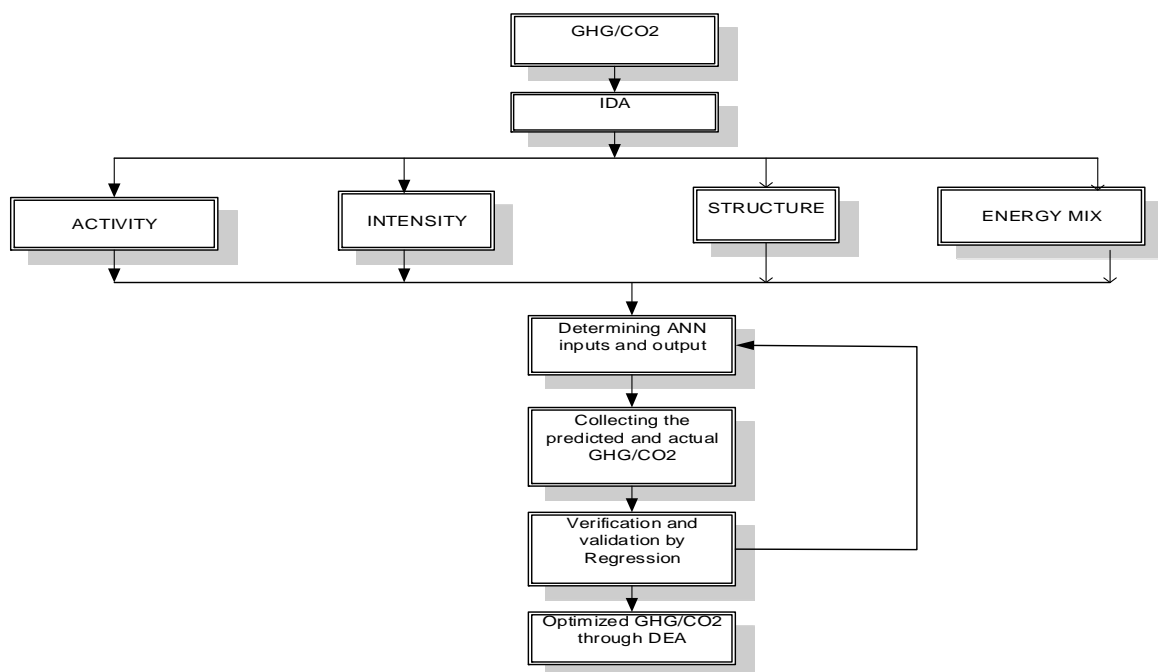 GHG/CO2
IDA
ACTIVITY
INTENSITY
STRUCTURE
ENERGY MIX
Determining ANN
inputs and output
Collecting the
predicted and actual
GHG/CO2
Verification and
validation by
Regression
Optimized GHG/CO2
through DEA